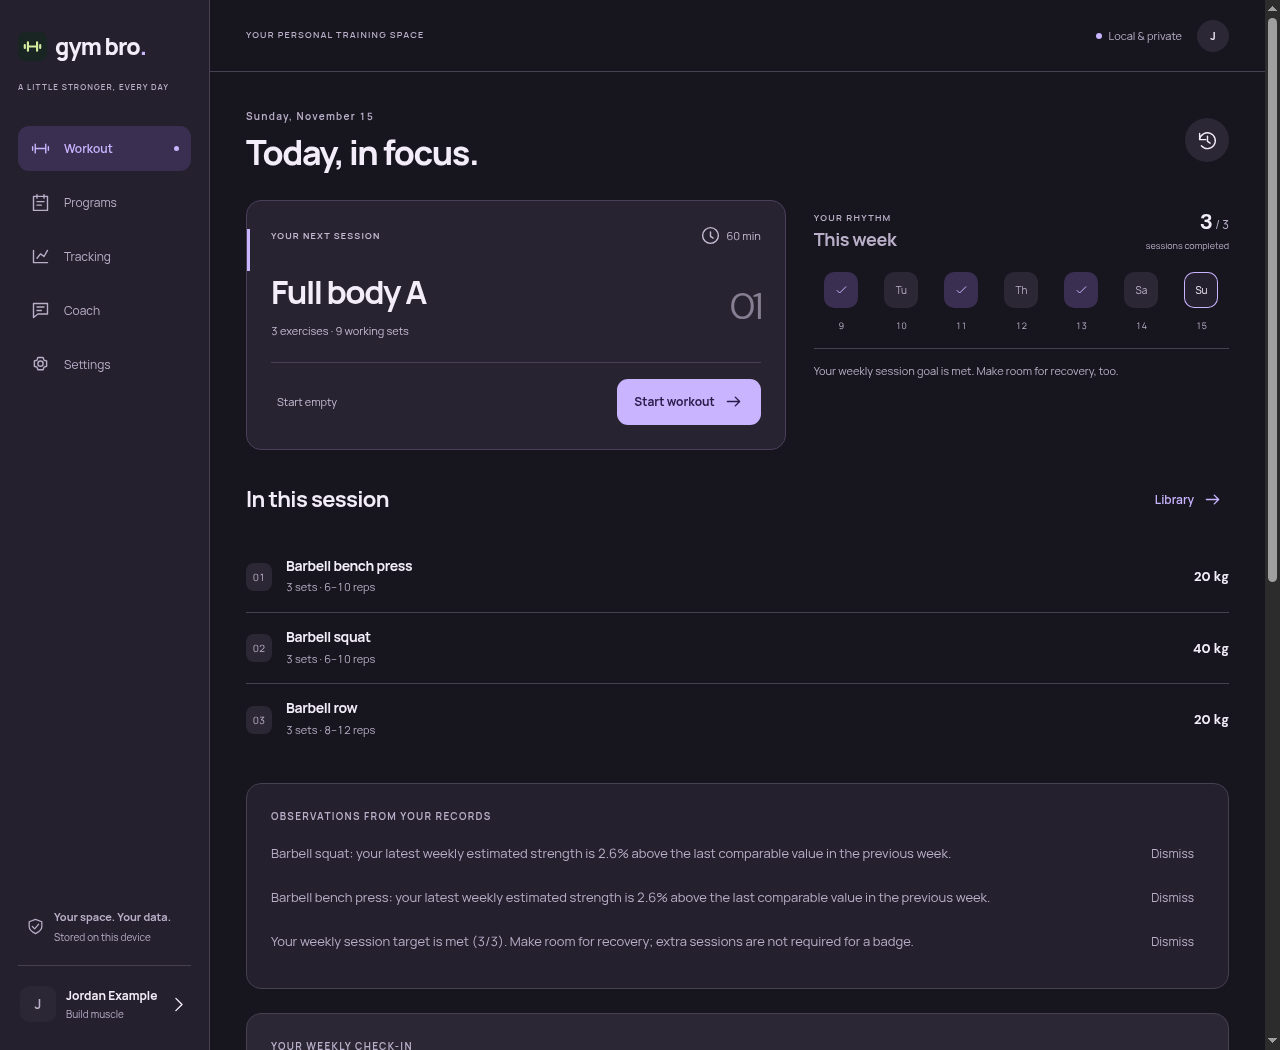 gym bro.
A LITTLE STRONGER, EVERY DAY
Workout
Programs
Tracking
Coach
Settings
Your space. Your data.
Stored on this device
J
Jordan Example
Build muscle
YOUR PERSONAL TRAINING SPACE
Local & private
J
Sunday, November 15
Today, in focus.
YOUR NEXT SESSION
60 min
Full body A
01
3 exercises · 9 working sets
Start empty
Start workout
YOUR RHYTHM
This week
3 / 3
sessions completed
Tu Th Sa Su
9 10 11 12 13 14 15
Your weekly session goal is met. Make room for recovery, too.
In this session
Library
01
Barbell bench press
3 sets · 6–10 reps
20 kg
02
Barbell squat
3 sets · 6–10 reps
40 kg
03
Barbell row
3 sets · 8–12 reps
20 kg
OBSERVATIONS FROM YOUR RECORDS
Barbell squat: your latest weekly estimated strength is 2.6% above the last comparable value in the previous week.
Dismiss
Barbell bench press: your latest weekly estimated strength is 2.6% above the last comparable value in the previous week.
Dismiss
Your weekly session target is met (3/3). Make room for recovery; extra sessions are not required for a badge.
Dismiss
YOUR WEEKLY CHECK-IN